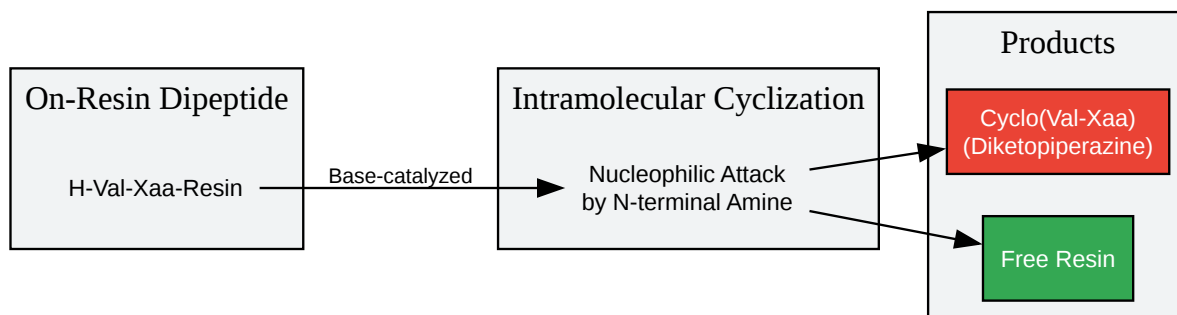 On-Resin Dipeptide
H-Val-Xaa-Resin
Base-catalyzed
Intramolecular Cyclization
Nucleophilic Attack
by N-terminal Amine
Products
Cyclo(Val-Xaa)
(Diketopiperazine)
Free Resin